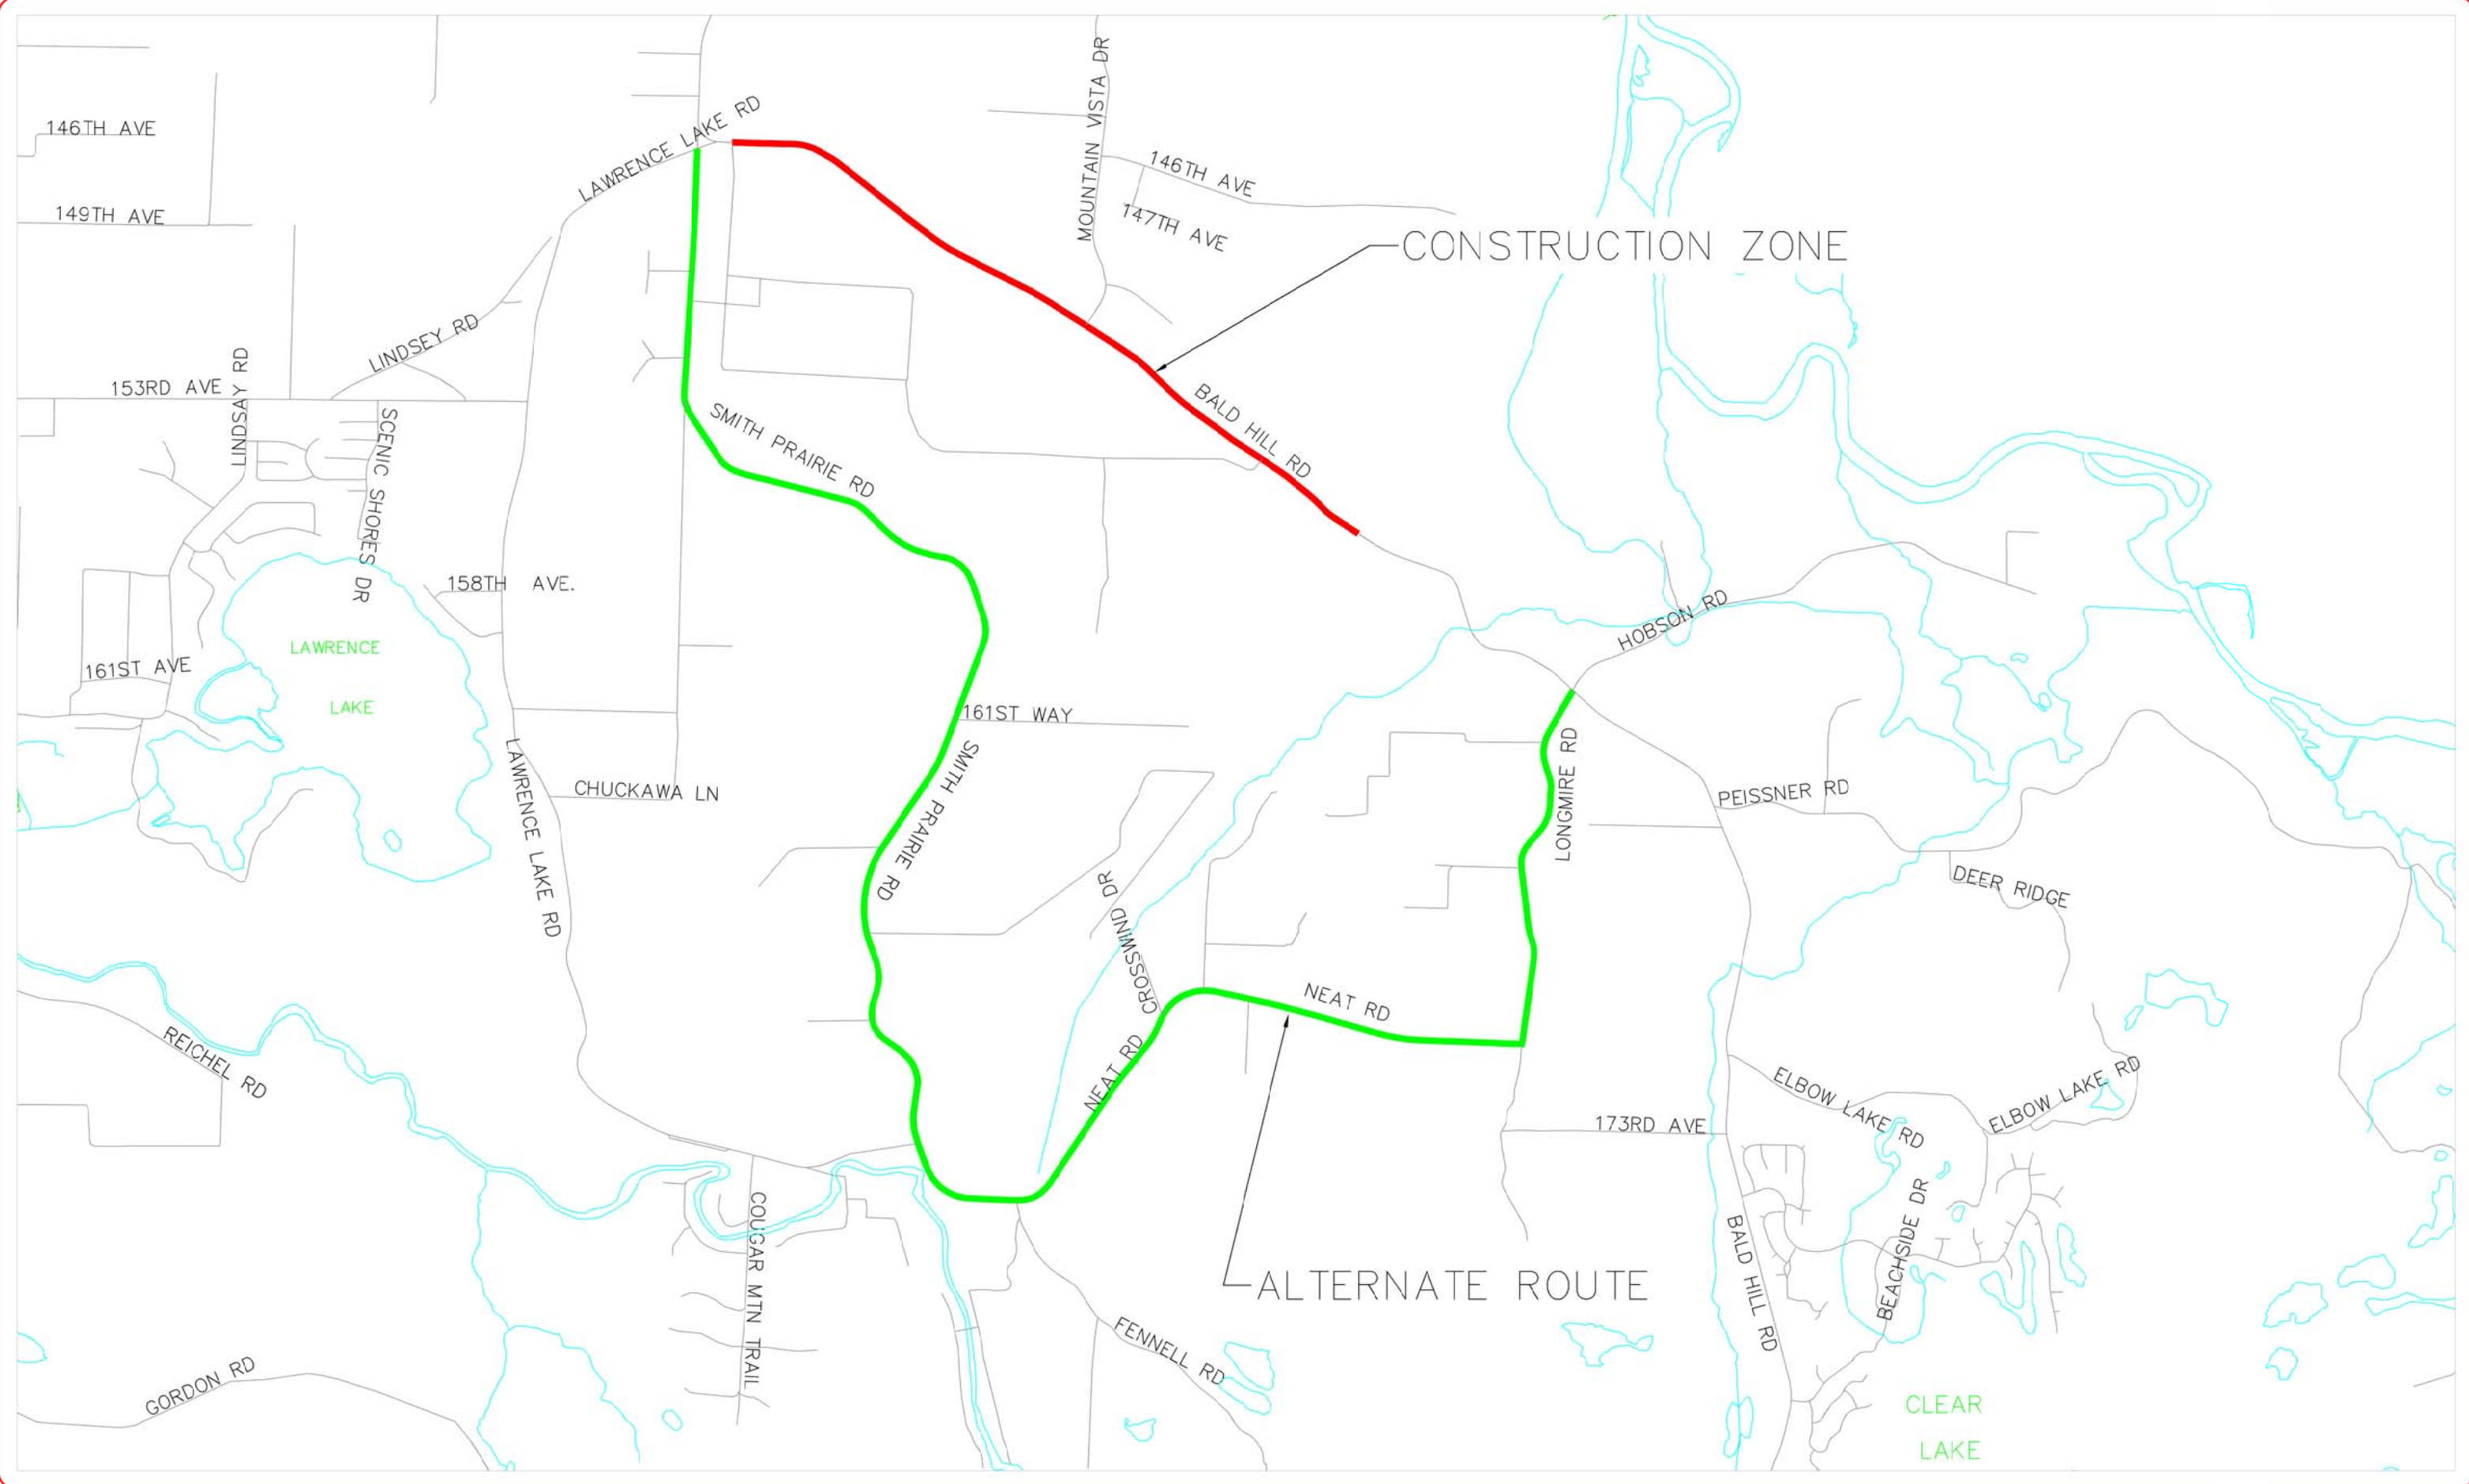 MOUNTAIN VISTA DR
LAWRENCE LAKE RD
146TH AVE
146TH AVE
149TH AVE
147TH AVE
CONSTRUCTION ZONE
LINDSEY RD
LINDSAY RD
153RD AVE
SCENIC SHORES DR
SMITH PRAIRIE RD
BALD HILL RD
158TH AVE.
HOBSON RD
LAWRENCE
LAKE
161ST AVE
161ST WAY
LAWRENCE LAKE RD
CHUCKAWA LN
SMITH PRAIRIE RD
LONGMIRE RD
PEISSNER RD
DEER RIDGE
CROSSWIND DR
NEAT RD
NEAT RD
REICHEL RD
ELBOW LAKE RD
ELBOW LAKE RD
173RD AVE
COUGAR MTN TRAIL
BEACHSIDE DR
BALD HILL RD
ALTERNATE ROUTE
FENNELL RD
GORDON RD
CLEAR
LAKE